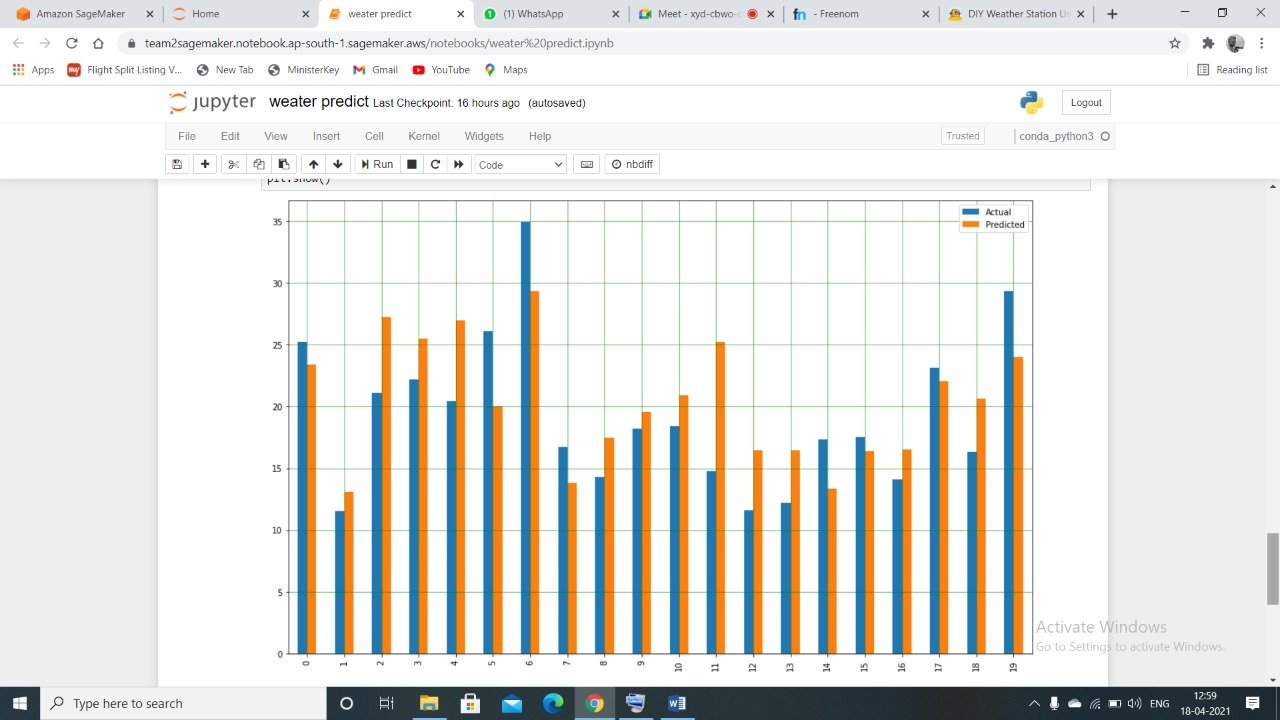 Amazon SageMaker
Home
weater predict
(1) WhatsApp
Meet - xyd-cbwo-
- Freenom
DIY Weather Station U
team2sagemaker.notebook.ap-south-1.sagemaker.aws/notebooks/weater%20predict.ipynb
Apps
Flight Split Listing V...
New Tab
MinisterKey
Gmail
YouTube
Maps
Reading list
jupyter weater predict Last Checkpoint: 16 hours ago (autosaved)
Logout
File Edit View Insert Cell Kernel Widgets Help
Trusted
conda_python3
Run
Code
nbdiff
plt.show()
Actual
Predicted
35
30
25
20
15
10
5
0
0 1 2 3 4 5 6 7 8 9 10 11 12 13 14 15 16 17 18 19
Activate Windows
Go to Settings to activate Windows.
Type here to search
ENG
12:59
18-04-2021